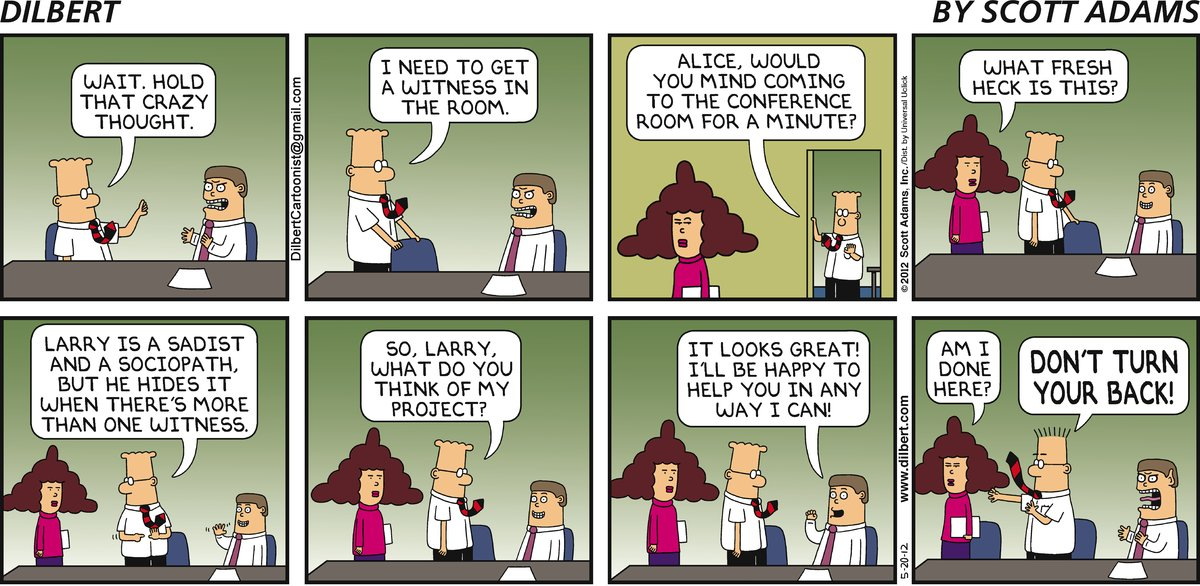 DILBERT
BY SCOTT ADAMS
WAIT. HOLD
THAT CRAZY
THOUGHT.
DilbertCartoonist@gmail.com
I NEED TO GET
A WITNESS IN
THE ROOM.
ALICE, WOULD
YOU MIND COMING
TO THE CONFERENCE
ROOM FOR A MINUTE?
©2012 Scott Adams, Inc. /Dist. by Universal Uclick
WHAT FRESH
HECK IS THIS?
LARRY IS A SADIST
AND A SOCIOPATH,
BUT HE HIDES IT
WHEN THERE'S MORE
THAN ONE WITNESS.
SO, LARRY,
WHAT DO YOU
THINK OF MY
PROJECT?
IT LOOKS GREAT!
I'LL BE HAPPY TO
HELP YOU IN ANY
WAY I CAN!
5-20-12 www.dilbert.com
AM I
DONE
HERE?
DON'T TURN
YOUR BACK!